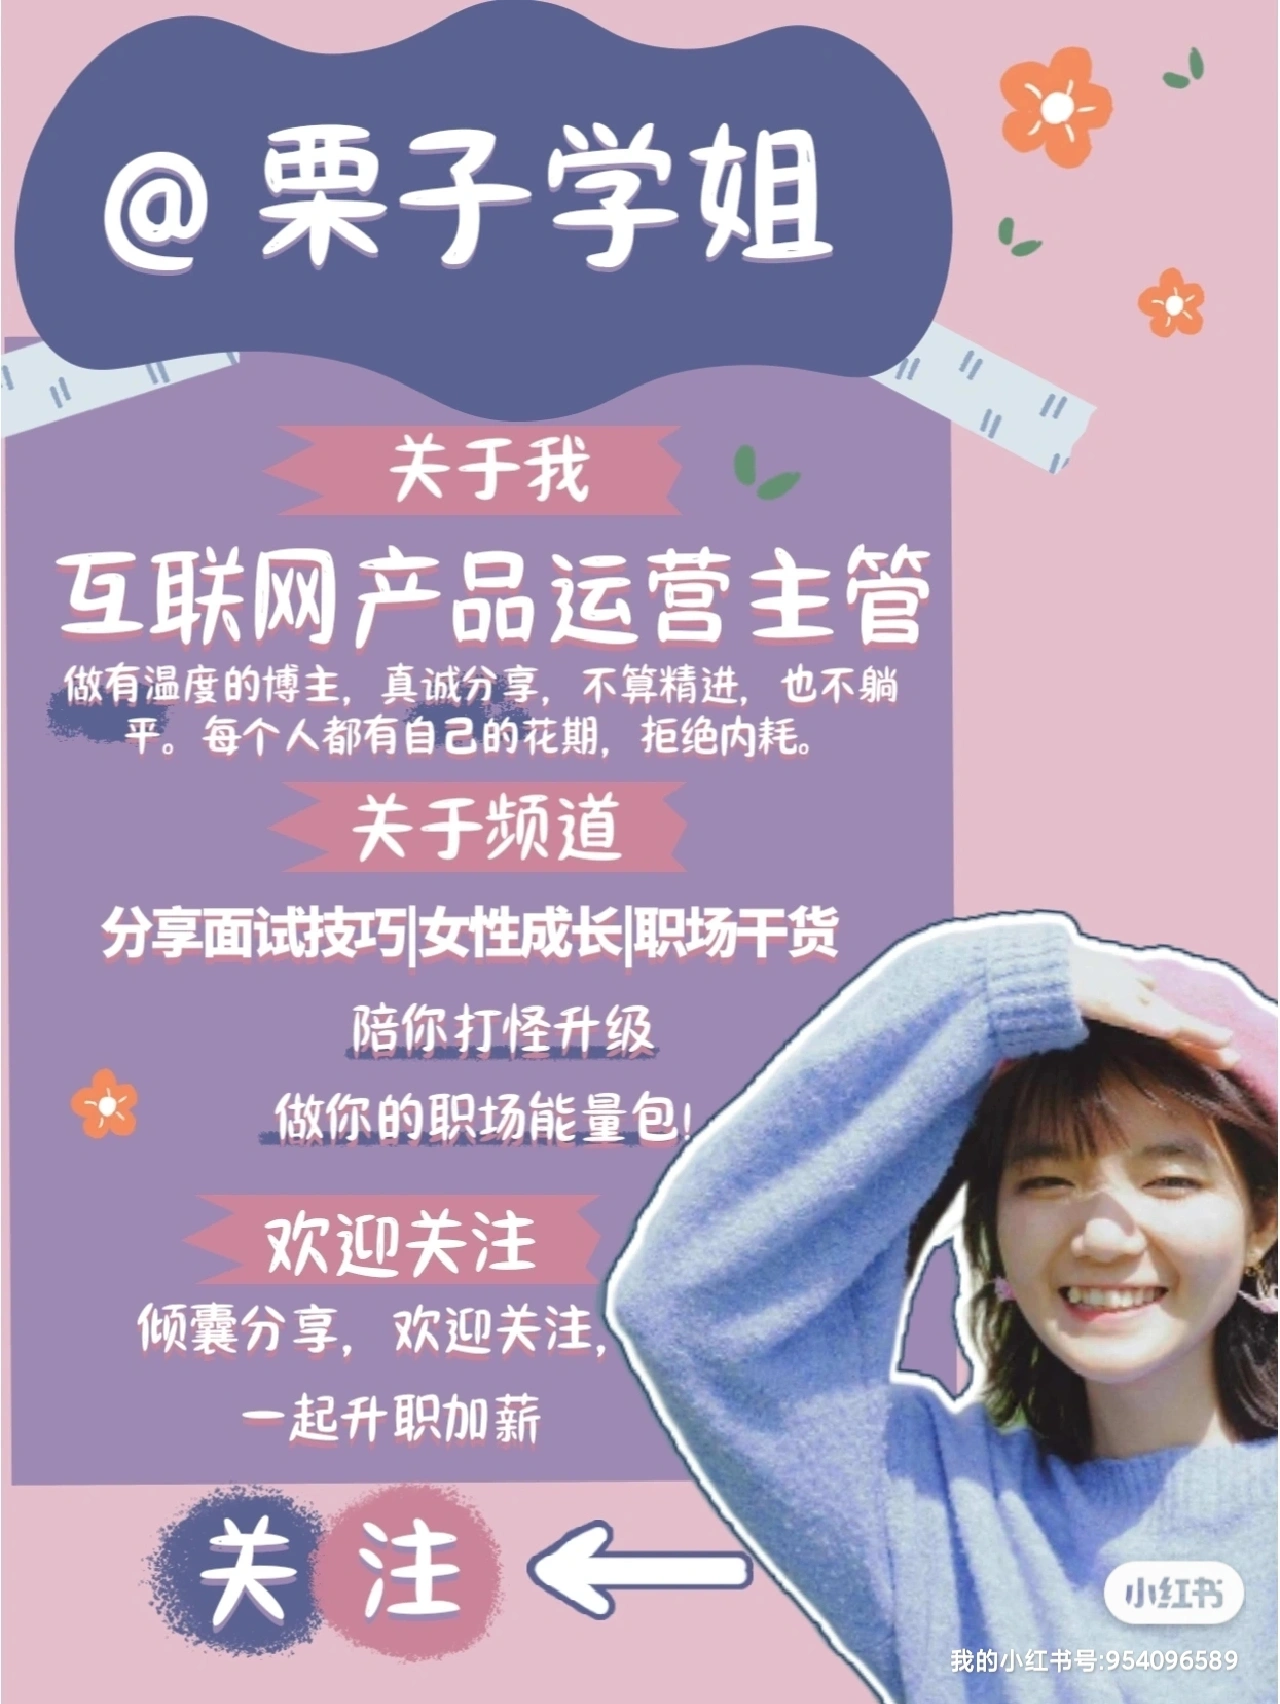 @栗子学姐
关于我
互联网产品运营主管
做有温度的博主，真诚分享，不算精进，也不躺
平。每个人都有自己的花期，拒绝内耗。
关于频道
分享面试技巧|女性成长|职场干货
陪你打怪升级
做你的职场能量包！
欢迎关注
倾囊分享，欢迎关注，
一起升职加薪
关注
小红书
我的小红书号:954096589